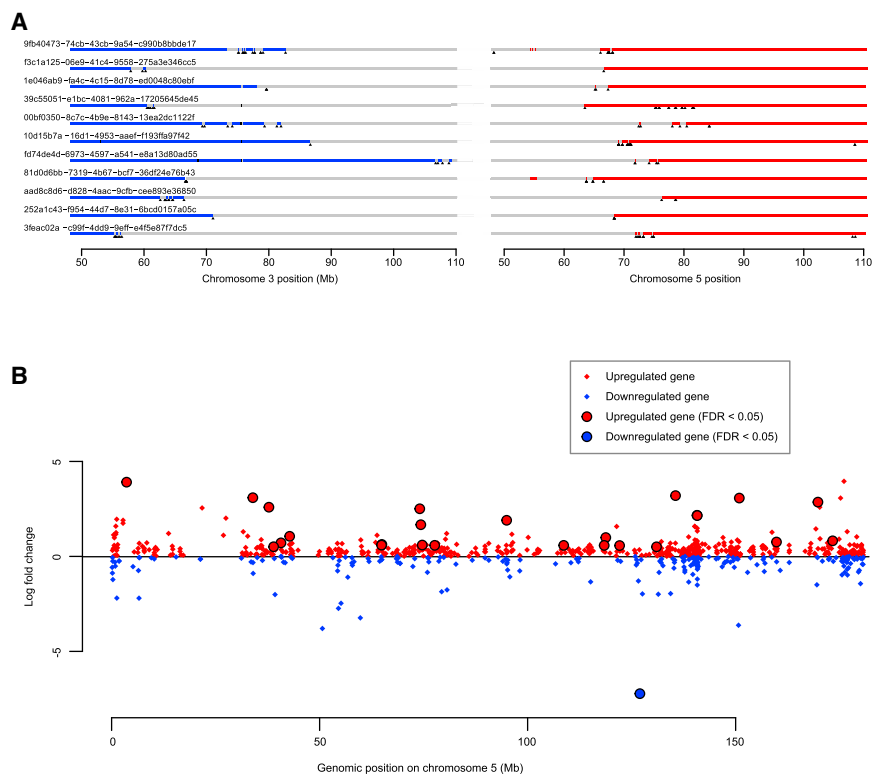 A
9fb40473-74cb-43cb-9a54-c990b8bbde17
f3c1a125-06e9-41c4-9558-275a3e346cc5
1e046ab9-fa4c-4c15-8d78-ed0048c80ebf
39c55051-e1bc-4081-962a-17205645de45
00bf0350-8c7c-4b9e-8143-13ea2dc1122f
10d15b7a -16d1-4953-aaef-f193ffa97f42
fd74de4d-6973-4597-a541-e8a13d80ad55
81d0d6bb-7319-4b67-bcf7-36df24e76b43
aad8c8d6-d828-4aac-9cfb-cee893e36850
252a1c43-f954-44d7-8e31-6bcd0157a05c
3feac02a -c99f-4dd9-9eff-e4f5e87f7dc5
50 60 70 80 90 100 110
Chromosome 3 position (Mb)
50 60 70 80 90 100 110
Chromosome 5 position
B
Upregulated gene
Downregulated gene
Upregulated gene (FDR < 0.05)
Downregulated gene (FDR < 0.05)
5
0
-5
Log fold change
0 50 100 150
Genomic position on chromosome 5 (Mb)